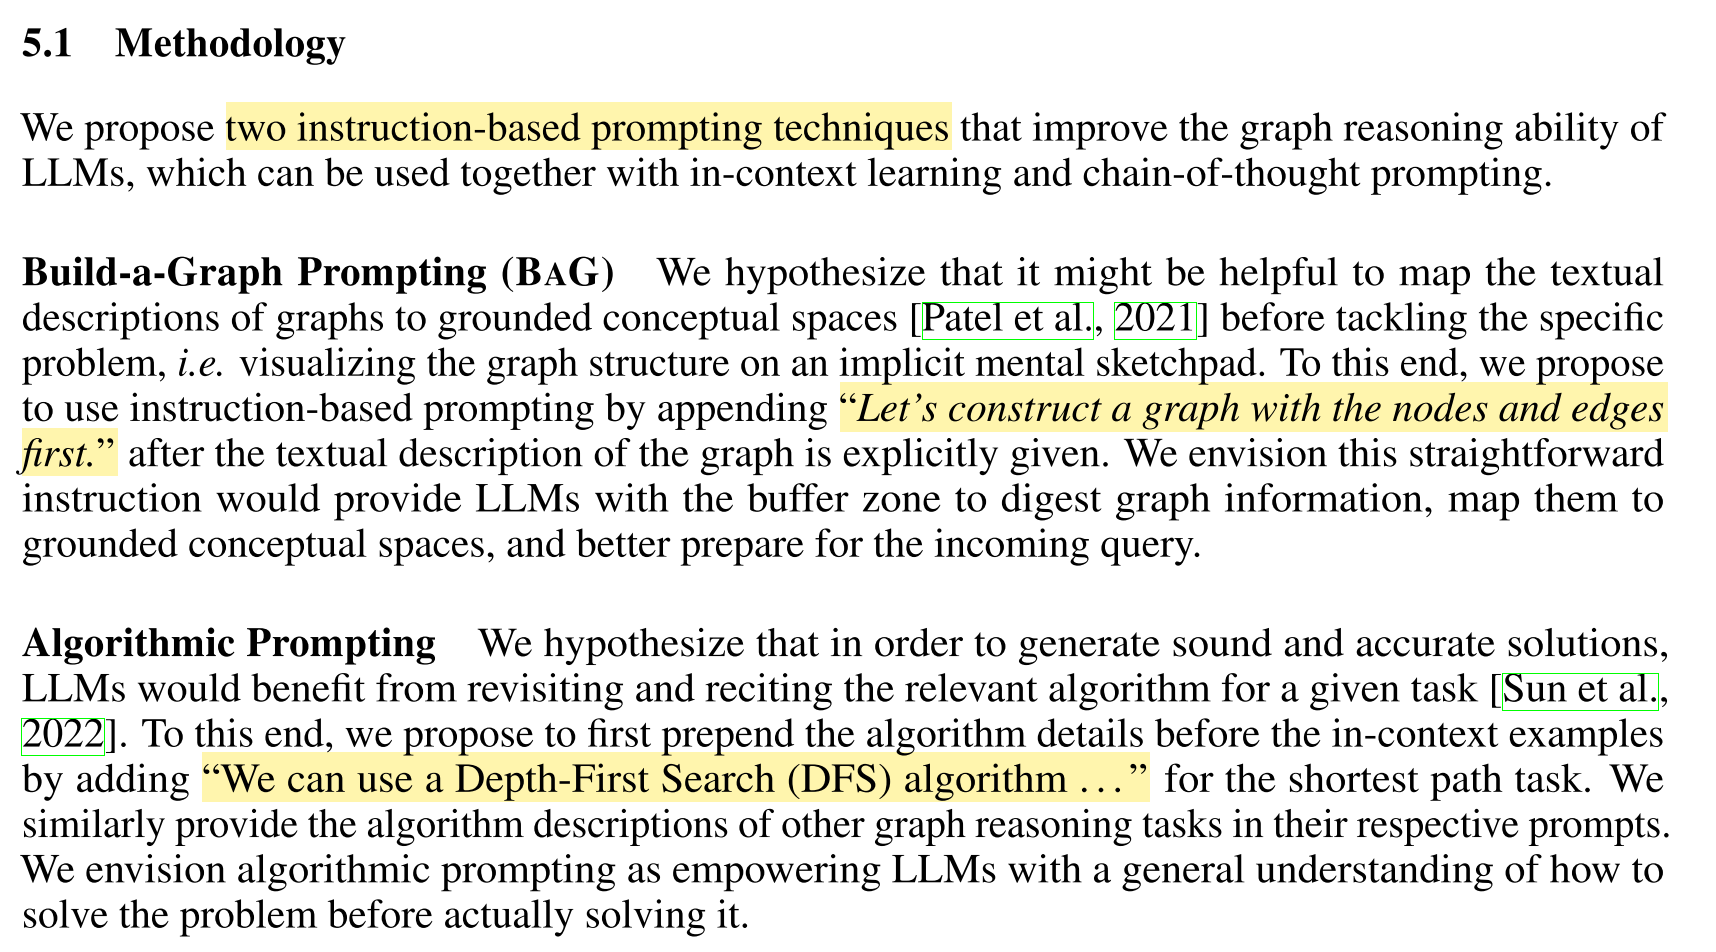 5.1 Methodology
We propose two instruction-based prompting techniques that improve the graph reasoning ability of
LLMs, which can be used together with in-context learning and chain-of-thought prompting.
Build-a-Graph Prompting (BAG) We hypothesize that it might be helpful to map the textual
descriptions of graphs to grounded conceptual spaces [Patel et al., 2021] before tackling the specific
problem, i.e. visualizing the graph structure on an implicit mental sketchpad. To this end, we propose
to use instruction-based prompting by appending “Let’s construct a graph with the nodes and edges
first.” after the textual description of the graph is explicitly given. We envision this straightforward
instruction would provide LLMs with the buffer zone to digest graph information, map them to
grounded conceptual spaces, and better prepare for the incoming query.
Algorithmic Prompting We hypothesize that in order to generate sound and accurate solutions,
LLMs would benefit from revisiting and reciting the relevant algorithm for a given task [Sun et al.,
2022]. To this end, we propose to first prepend the algorithm details before the in-context examples
by adding “We can use a Depth-First Search (DFS) algorithm . . .” for the shortest path task. We
similarly provide the algorithm descriptions of other graph reasoning tasks in their respective prompts.
We envision algorithmic prompting as empowering LLMs with a general understanding of how to
solve the problem before actually solving it.